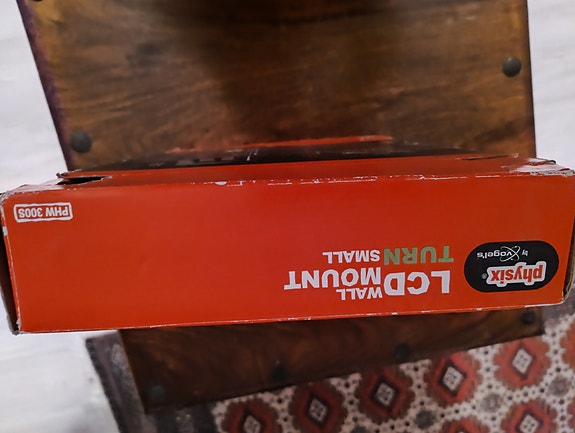 physix®
by vogel's
LCD WALL MOUNT
TURN SMALL
PHW 300S